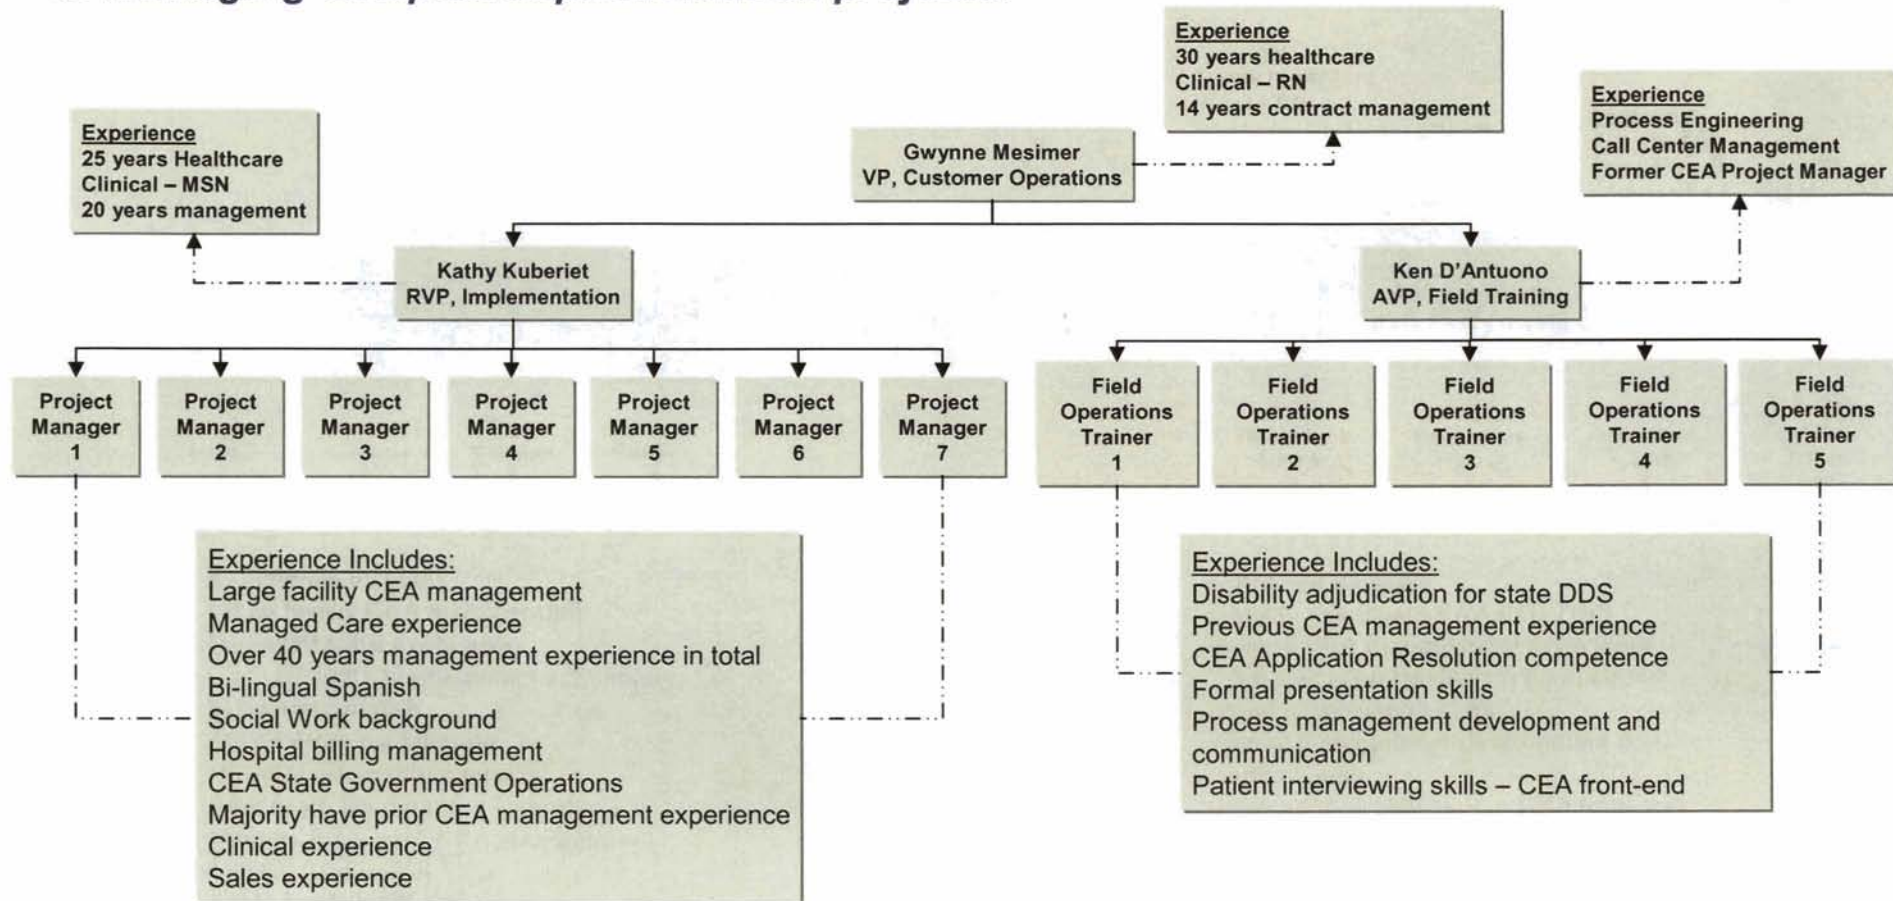 Experience
30 years healthcare
Clinical – RN
14 years contract management
Experience
Process Engineering
Call Center Management
Former CEA Project Manager
Experience
25 years Healthcare
Clinical – MSN
20 years management
Gwynne Mesimer
VP, Customer Operations
Kathy Kuberiet
RVP, Implementation
Ken D'Antuono
AVP, Field Training
Project
Manager
1
Project
Manager
2
Project
Manager
3
Project
Manager
4
Project
Manager
5
Project
Manager
6
Project
Manager
7
Field
Operations
Trainer
1
Field
Operations
Trainer
2
Field
Operations
Trainer
3
Field
Operations
Trainer
4
Field
Operations
Trainer
5
Experience Includes:
Large facility CEA management
Managed Care experience
Over 40 years management experience in total
Bi-lingual Spanish
Social Work background
Hospital billing management
CEA State Government Operations
Majority have prior CEA management experience
Clinical experience
Sales experience
Experience Includes:
Disability adjudication for state DDS
Previous CEA management experience
CEA Application Resolution competence
Formal presentation skills
Process management development and
communication
Patient interviewing skills – CEA front-end